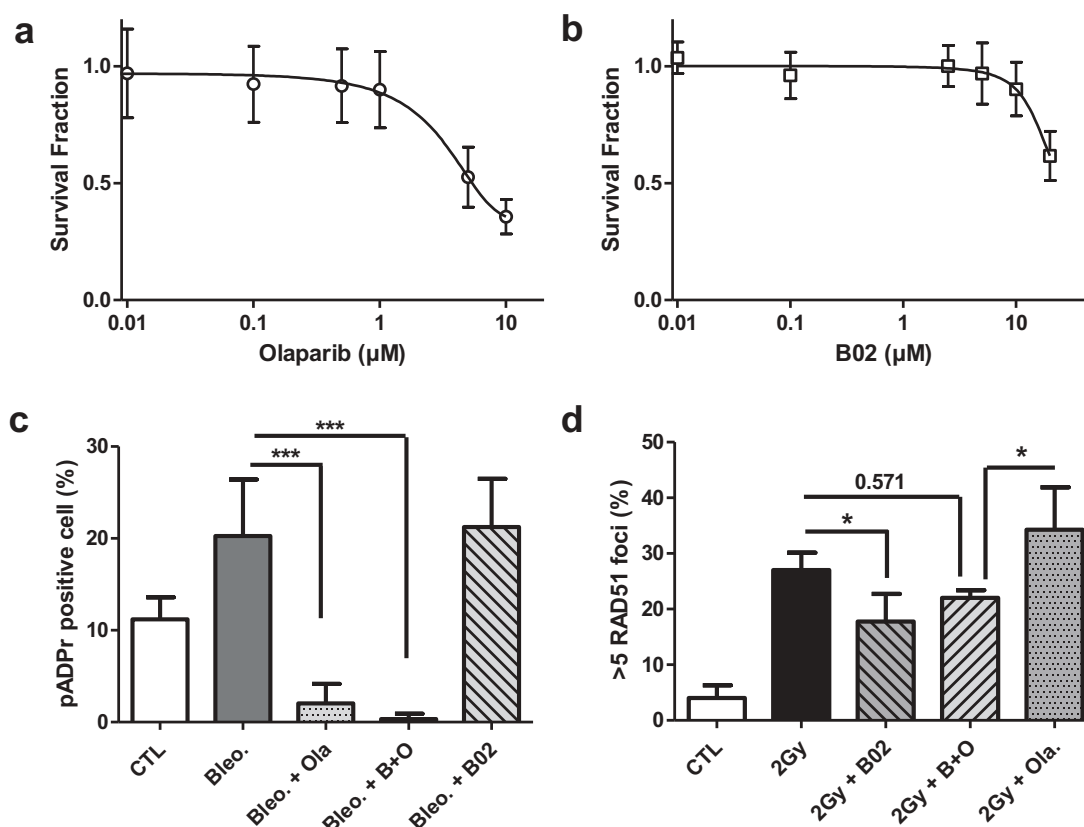 a
Survival Fraction
1.0
0.5
0.0
0.01 0.1 1 10
Olaparib (µM)
b
Survival Fraction
1.0
0.5
0.0
0.01 0.1 1 10
B02 (µM)
c
pADPr positive cell (%)
30
20
10
0
***
***
CTL
Bleo.
Bleo. + Ola
Bleo. + B+O
Bleo. + B02
d
>5 RAD51 foci (%)
50
40
30
20
10
0
*
0.571
*
CTL
2Gy
2Gy + B02
2Gy + B+O
2Gy + Ola.